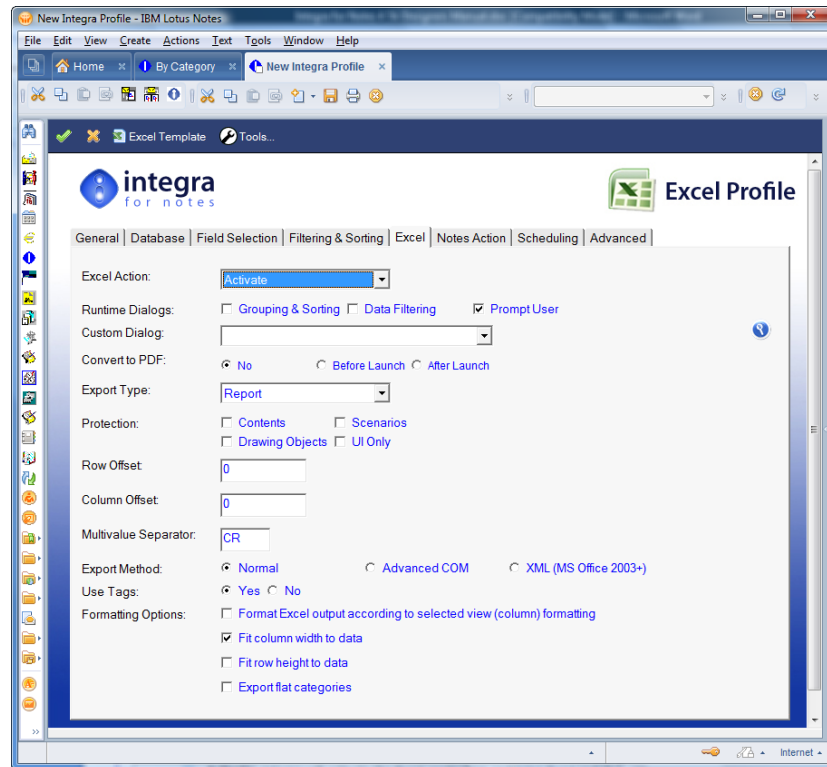 New Integra Profile - IBM Lotus Notes
File Edit View Create Actions Text Tools Window Help
Home By Category New Integra Profile
Excel Template Tools...
integra
for notes
Excel Profile
General Database Field Selection Filtering & Sorting Excel Notes Action Scheduling Advanced
Excel Action: Activate
Runtime Dialogs: Grouping & Sorting Data Filtering Prompt User
Custom Dialog:
Convert to PDF: No Before Launch After Launch
Export Type: Report
Protection: Contents Scenarios
Drawing Objects UI Only
Row Offset: 0
Column Offset: 0
Multivalue Separator: CR
Export Method: Normal Advanced COM XML (MS Office 2003+)
Use Tags: Yes No
Formatting Options: Format Excel output according to selected view (column) formatting
Fit column width to data
Fit row height to data
Export flat categories
Internet